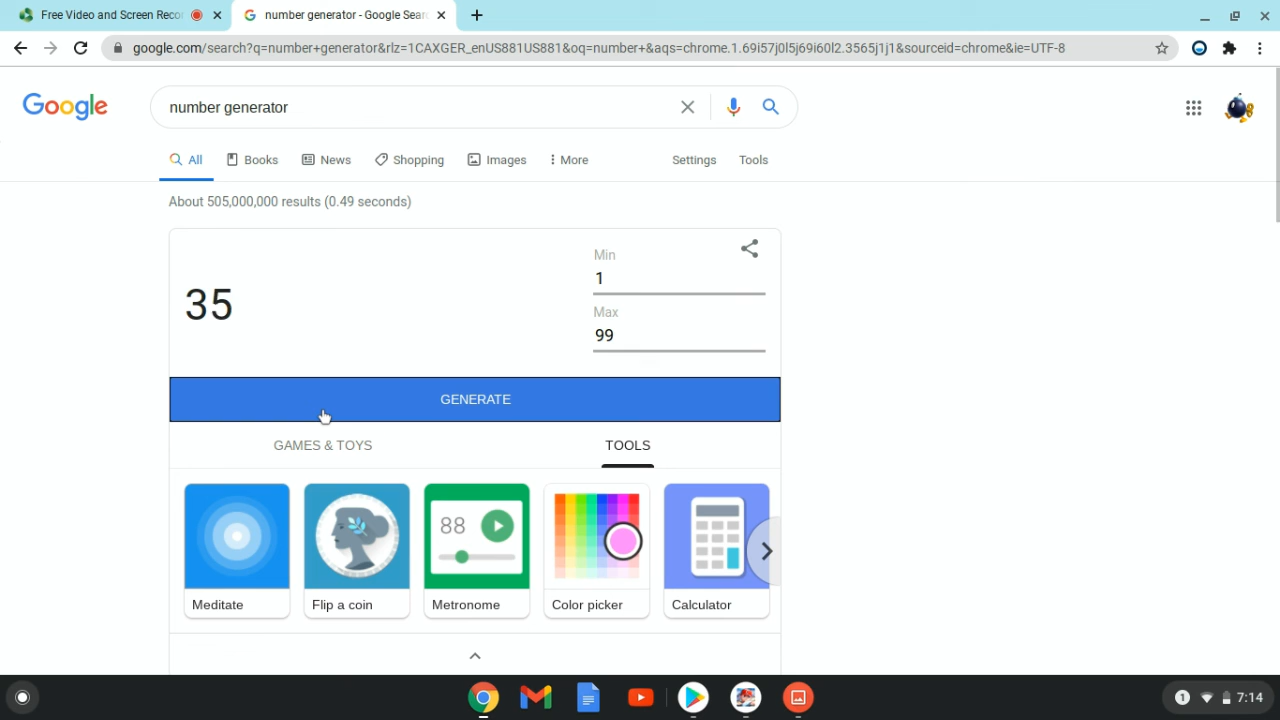 Free Video and Screen Recor
number generator - Google Sear
google.com/search?q=number+generator&rlz=1CAXGER_enUS881US881&oq=number+&aqs=chrome.1.69i57j0l5j69i60l2.3565j1j1&sourceid=chrome&ie=UTF-8
Google
number generator
All
Books
News
Shopping
Images
More
Settings
Tools
About 505,000,000 results (0.49 seconds)
35
Min
1
Max
99
GENERATE
GAMES & TOYS
TOOLS
88
Meditate
Flip a coin
Metronome
Color picker
Calculator
1
7:14